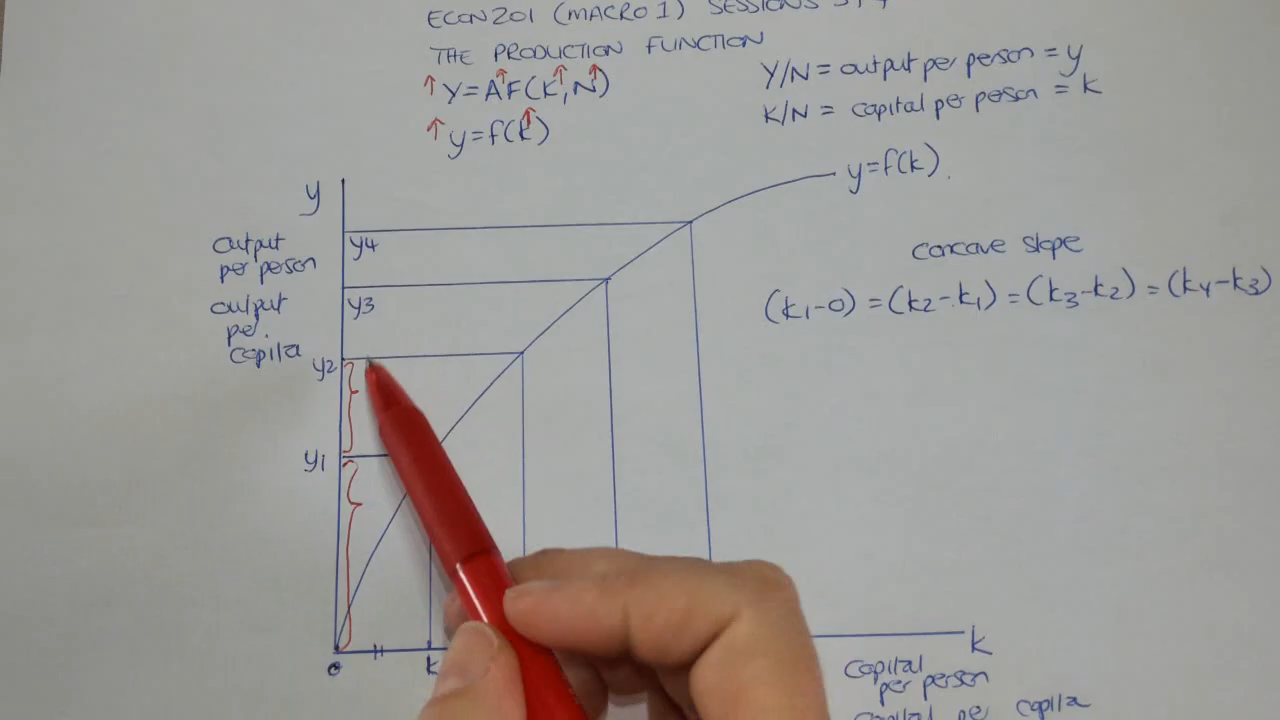 ECON201 (MACRO 1) SESSIONS
THE PRODUCTION FUNCTION
↑ Y=A↑F(K↑,N↑)
↑ y=f(k↑)
Y/N = output per person = y
K/N = capital per person = k
y
y=f(k)
output
per person
output
per
capita
y4
y3
y2
y1
concave slope
(k1-0) = (k2-k1) = (k3-k2) = (k4-k3)
0
k
k
capital
per person
capital per capita